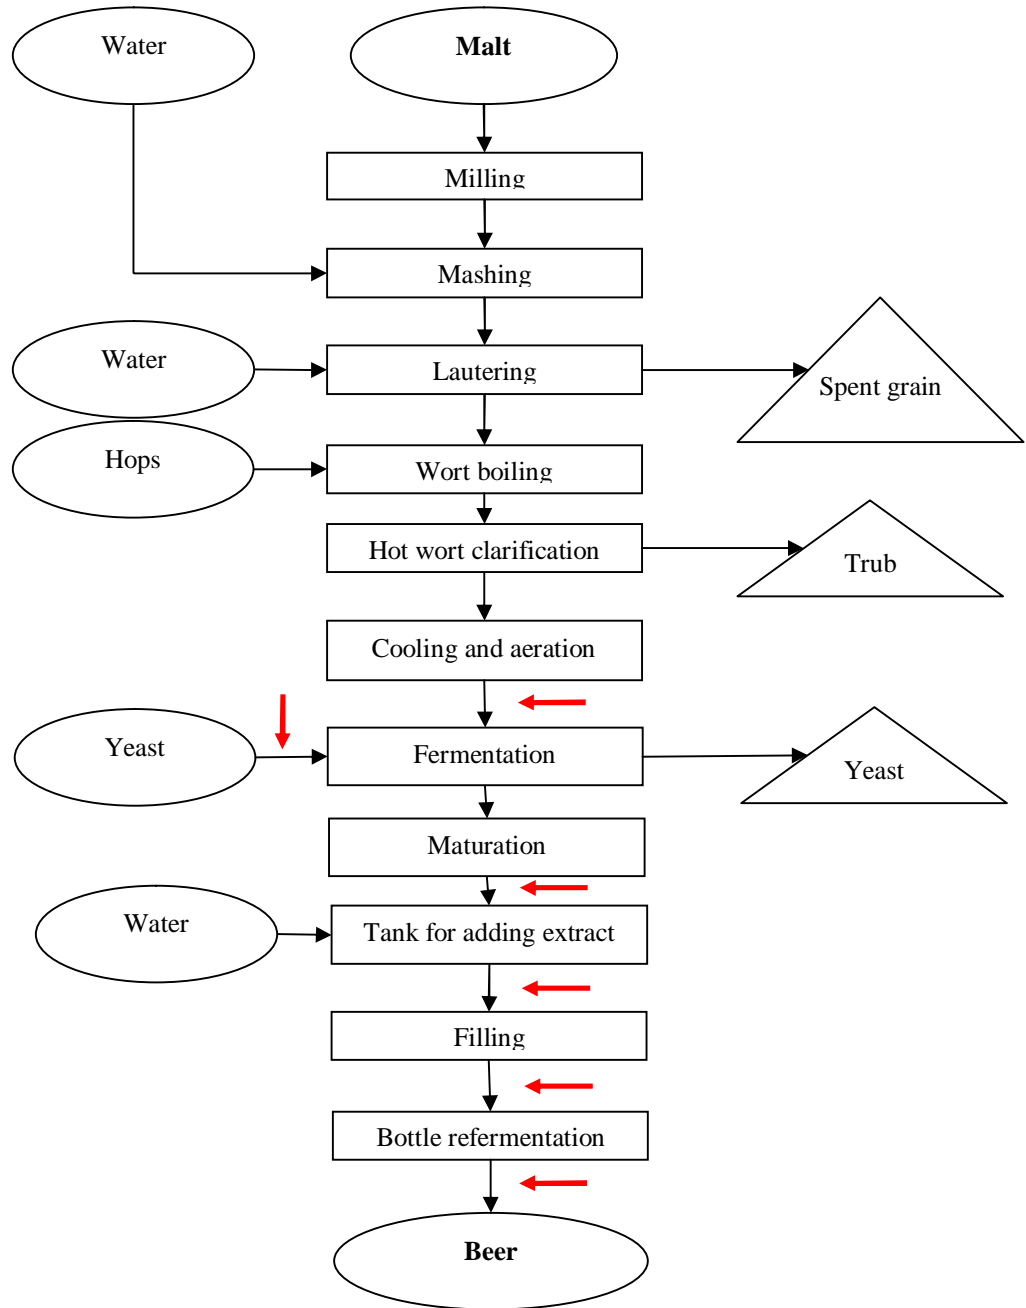 Water
Malt
Milling
Mashing
Water
Lautering
Spent grain
Hops
Wort boiling
Hot wort clarification
Trub
Cooling and aeration
Yeast
Fermentation
Yeast
Maturation
Water
Tank for adding extract
Filling
Bottle refermentation
Beer